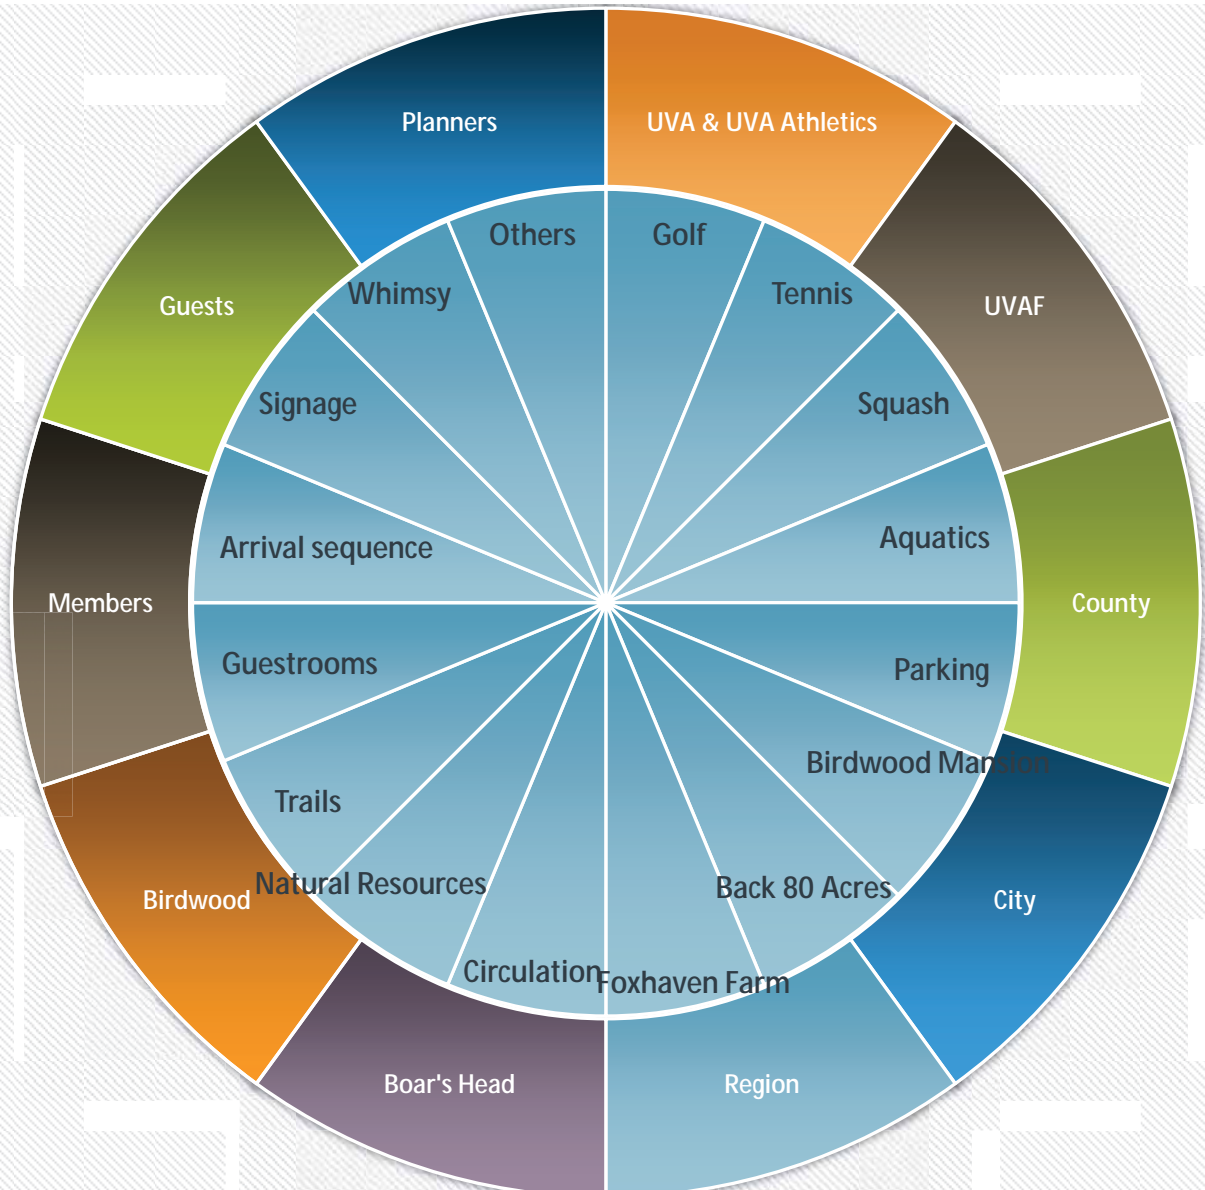 Planners
UVA & UVA Athletics
Others
Golf
Whimsy
Tennis
Guests
UVAF
Signage
Squash
Arrival sequence
Aquatics
Members
County
Guestrooms
Parking
Birdwood Mansion
Trails
Natural Resources
Back 80 Acres
Birdwood
City
Circulation
Foxhaven Farm
Boar's Head
Region